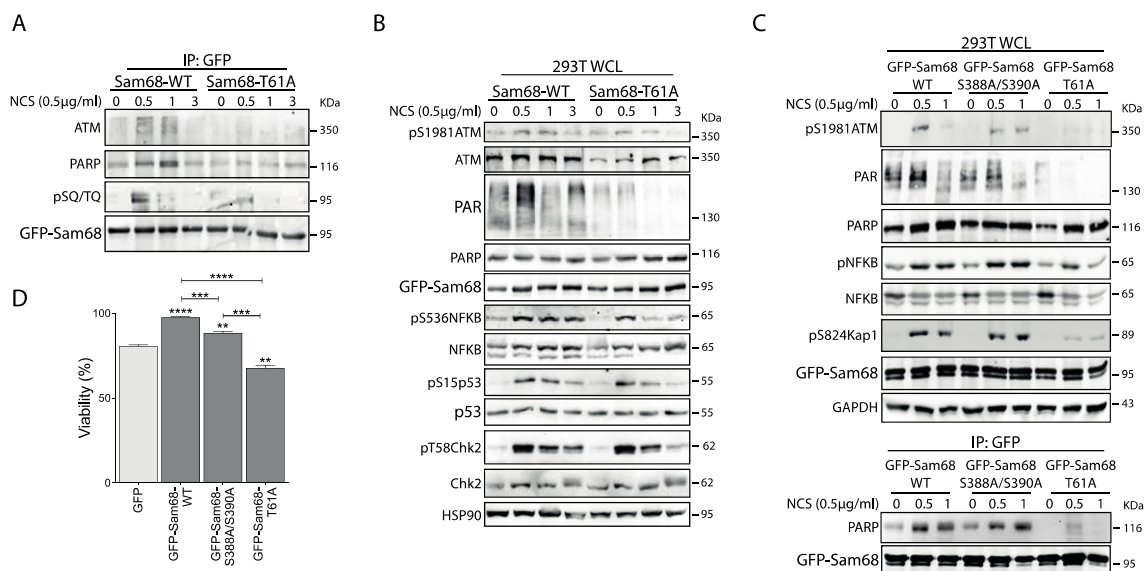 A
IP: GFP
Sam68-WT Sam68-T61A
NCS (0.5µg/ml) 0 0.5 1 3 0 0.5 1 3 KDa
ATM 350
PARP 116
pSQ/TQ 95
GFP-Sam68 95
B
293T WCL
Sam68-WT Sam68-T61A
NCS (0.5µg/ml) 0 0.5 1 3 0 0.5 1 3 KDa
pS1981ATM 350
ATM 350
PAR 130
PARP 116
GFP-Sam68 95
pS536NFKB 65
NFKB 65
pS15p53 55
p53 55
pT58Chk2 62
Chk2 62
HSP90 95
C
293T WCL
GFP-Sam68 GFP-Sam68 GFP-Sam68
WT S388A/S390A T61A
NCS (0.5µg/ml) 0 0.5 1 0 0.5 1 0 0.5 1 KDa
pS1981ATM 350
PAR 130
PARP 116
pNFKB 65
NFKB 65
pS824Kap1 89
GFP-Sam68 95
GAPDH 43
IP: GFP
GFP-Sam68 GFP-Sam68 GFP-Sam68
WT S388A/S390A T61A
NCS (0.5µg/ml) 0 0.5 1 0 0.5 1 0 0.5 1 KDa
PARP 116
GFP-Sam68 95
D
****
*** ***
**** ** **
Viability (%)
100
50
0
GFP
GFP-Sam68-
WT
GFP-Sam68-
S388A/S390A
GFP-Sam68-
T61A